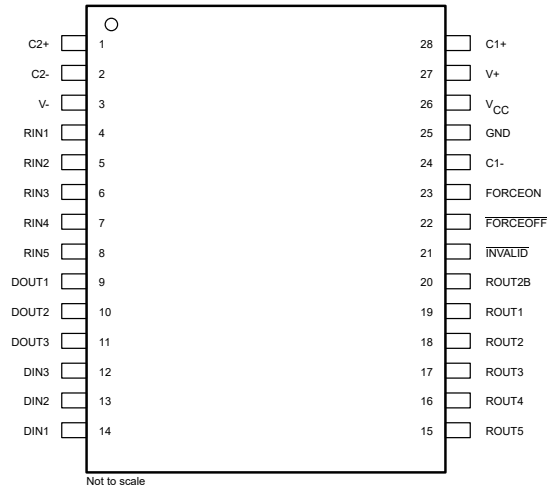 C2+ 1 28 C1+
C2- 2 27 V+
V- 3 26 VCC
RIN1 4 25 GND
RIN2 5 24 C1-
RIN3 6 23 FORCEON
RIN4 7 22 FORCEOFF
RIN5 8 21 INVALID
DOUT1 9 20 ROUT2B
DOUT2 10 19 ROUT1
DOUT3 11 18 ROUT2
DIN3 12 17 ROUT3
DIN2 13 16 ROUT4
DIN1 14 15 ROUT5
Not to scale